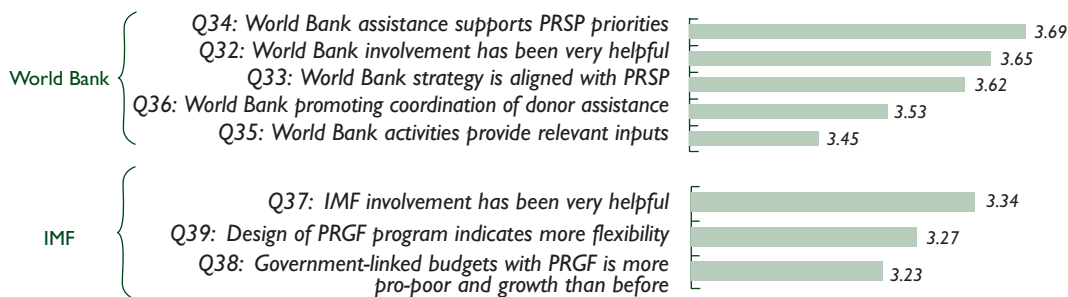 Q34: World Bank assistance supports PRSP priorities 3.69
Q32: World Bank involvement has been very helpful 3.65
World Bank
Q33: World Bank strategy is aligned with PRSP 3.62
Q36: World Bank promoting coordination of donor assistance 3.53
Q35: World Bank activities provide relevant inputs 3.45
Q37: IMF involvement has been very helpful 3.34
IMF
Q39: Design of PRGF program indicates more flexibility 3.27
Q38: Government-linked budgets with PRGF is more 3.23
pro-poor and growth than before